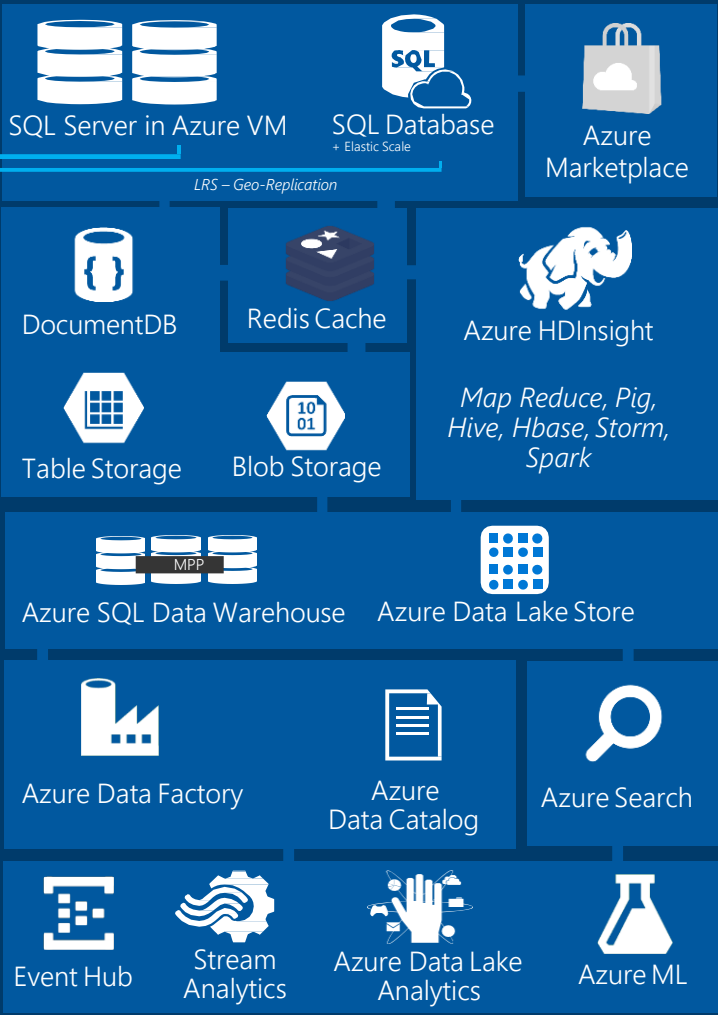 SQL
SQL Server in Azure VM
SQL Database
+ Elastic Scale
Azure
Marketplace
LRS – Geo-Replication
{ }
DocumentDB
Redis Cache
Azure HDInsight
Map Reduce, Pig,
Hive, Hbase, Storm,
Spark
10
01
Table Storage
Blob Storage
MPP
Azure SQL Data Warehouse
Azure Data Lake Store
Azure Data Factory
Azure
Data Catalog
Azure Search
Event Hub
Stream
Analytics
Azure Data Lake
Analytics
Azure ML